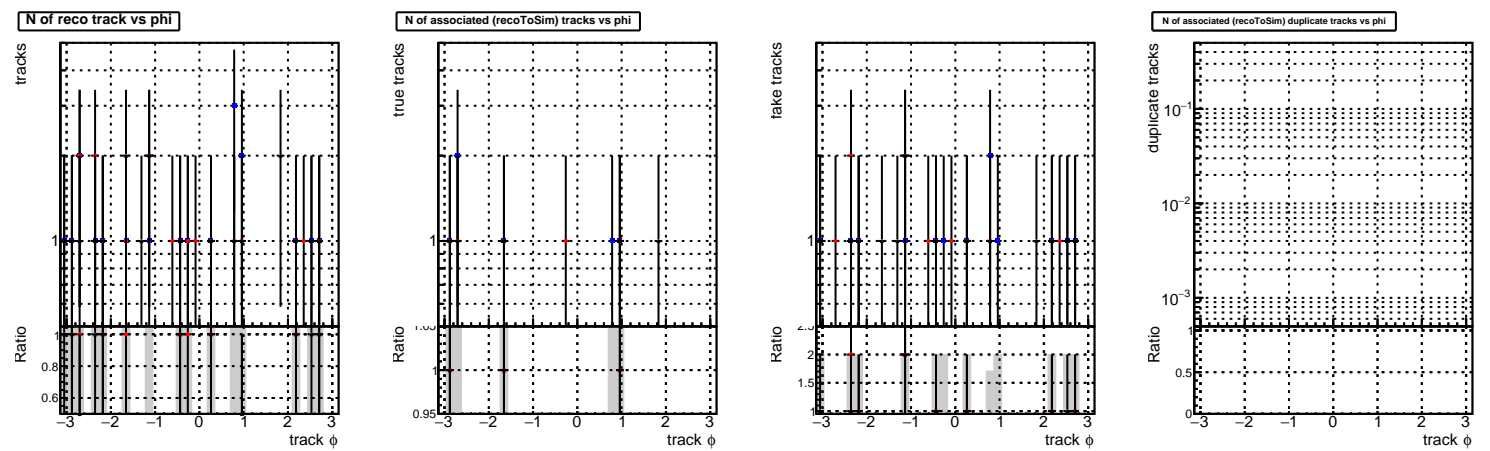 N of reco track vs phi
tracks
1
Ratio
1
0.8
0.6
−3 −2 −1 0 1 2 3
track ϕ
N of associated (recoToSim) tracks vs phi
true tracks
1
Ratio
1
0.95
−3 −2 −1 0 1 2 3
track ϕ
fake tracks
1
Ratio
2.5
2
1.5
1
−3 −2 −1 0 1 2 3
track ϕ
N of associated (recoToSim) duplicate tracks vs phi
duplicate tracks
10−1
10−2
10−3
Ratio
1
0.5
0
−3 −2 −1 0 1 2 3
track ϕ